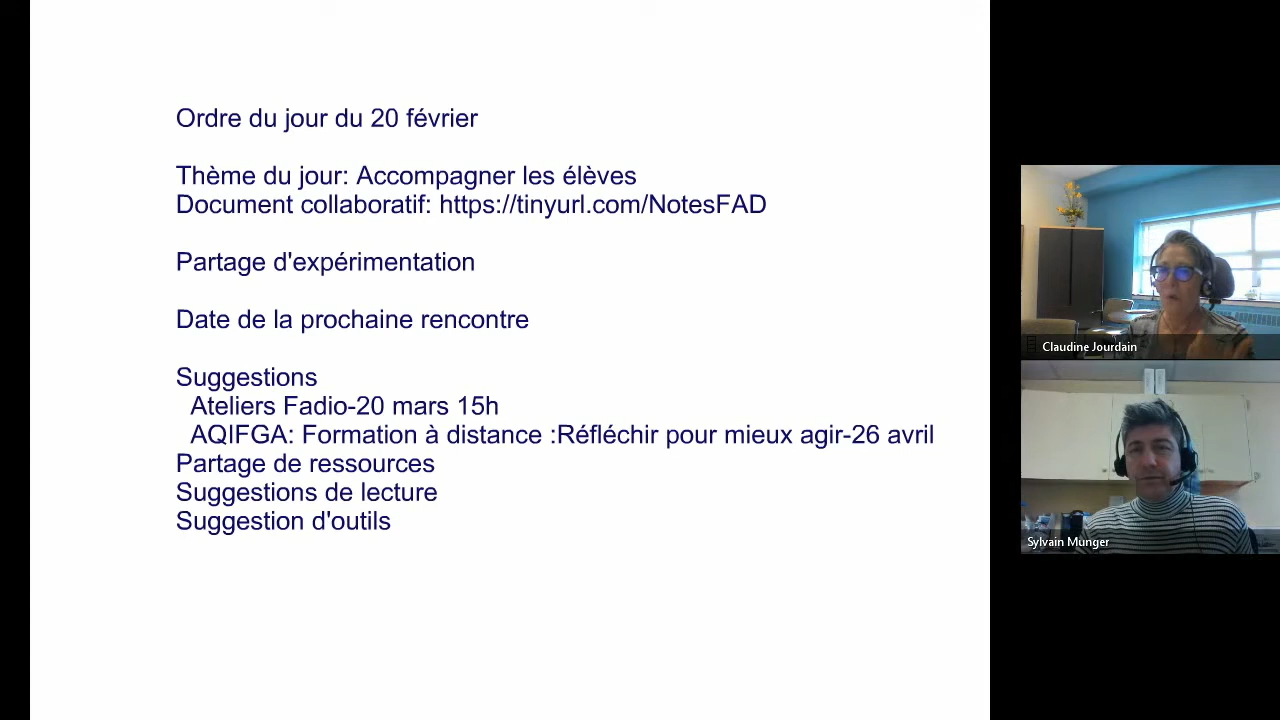 Ordre du jour du 20 février
Thème du jour: Accompagner les élèves
Document collaboratif: https://tinyurl.com/NotesFAD
Partage d'expérimentation
Date de la prochaine rencontre
Suggestions
Ateliers Fadio-20 mars 15h
AQIFGA: Formation à distance :Réfléchir pour mieux agir-26 avril
Partage de ressources
Suggestions de lecture
Suggestion d'outils
Claudine Jourdain
Sylvain Munger